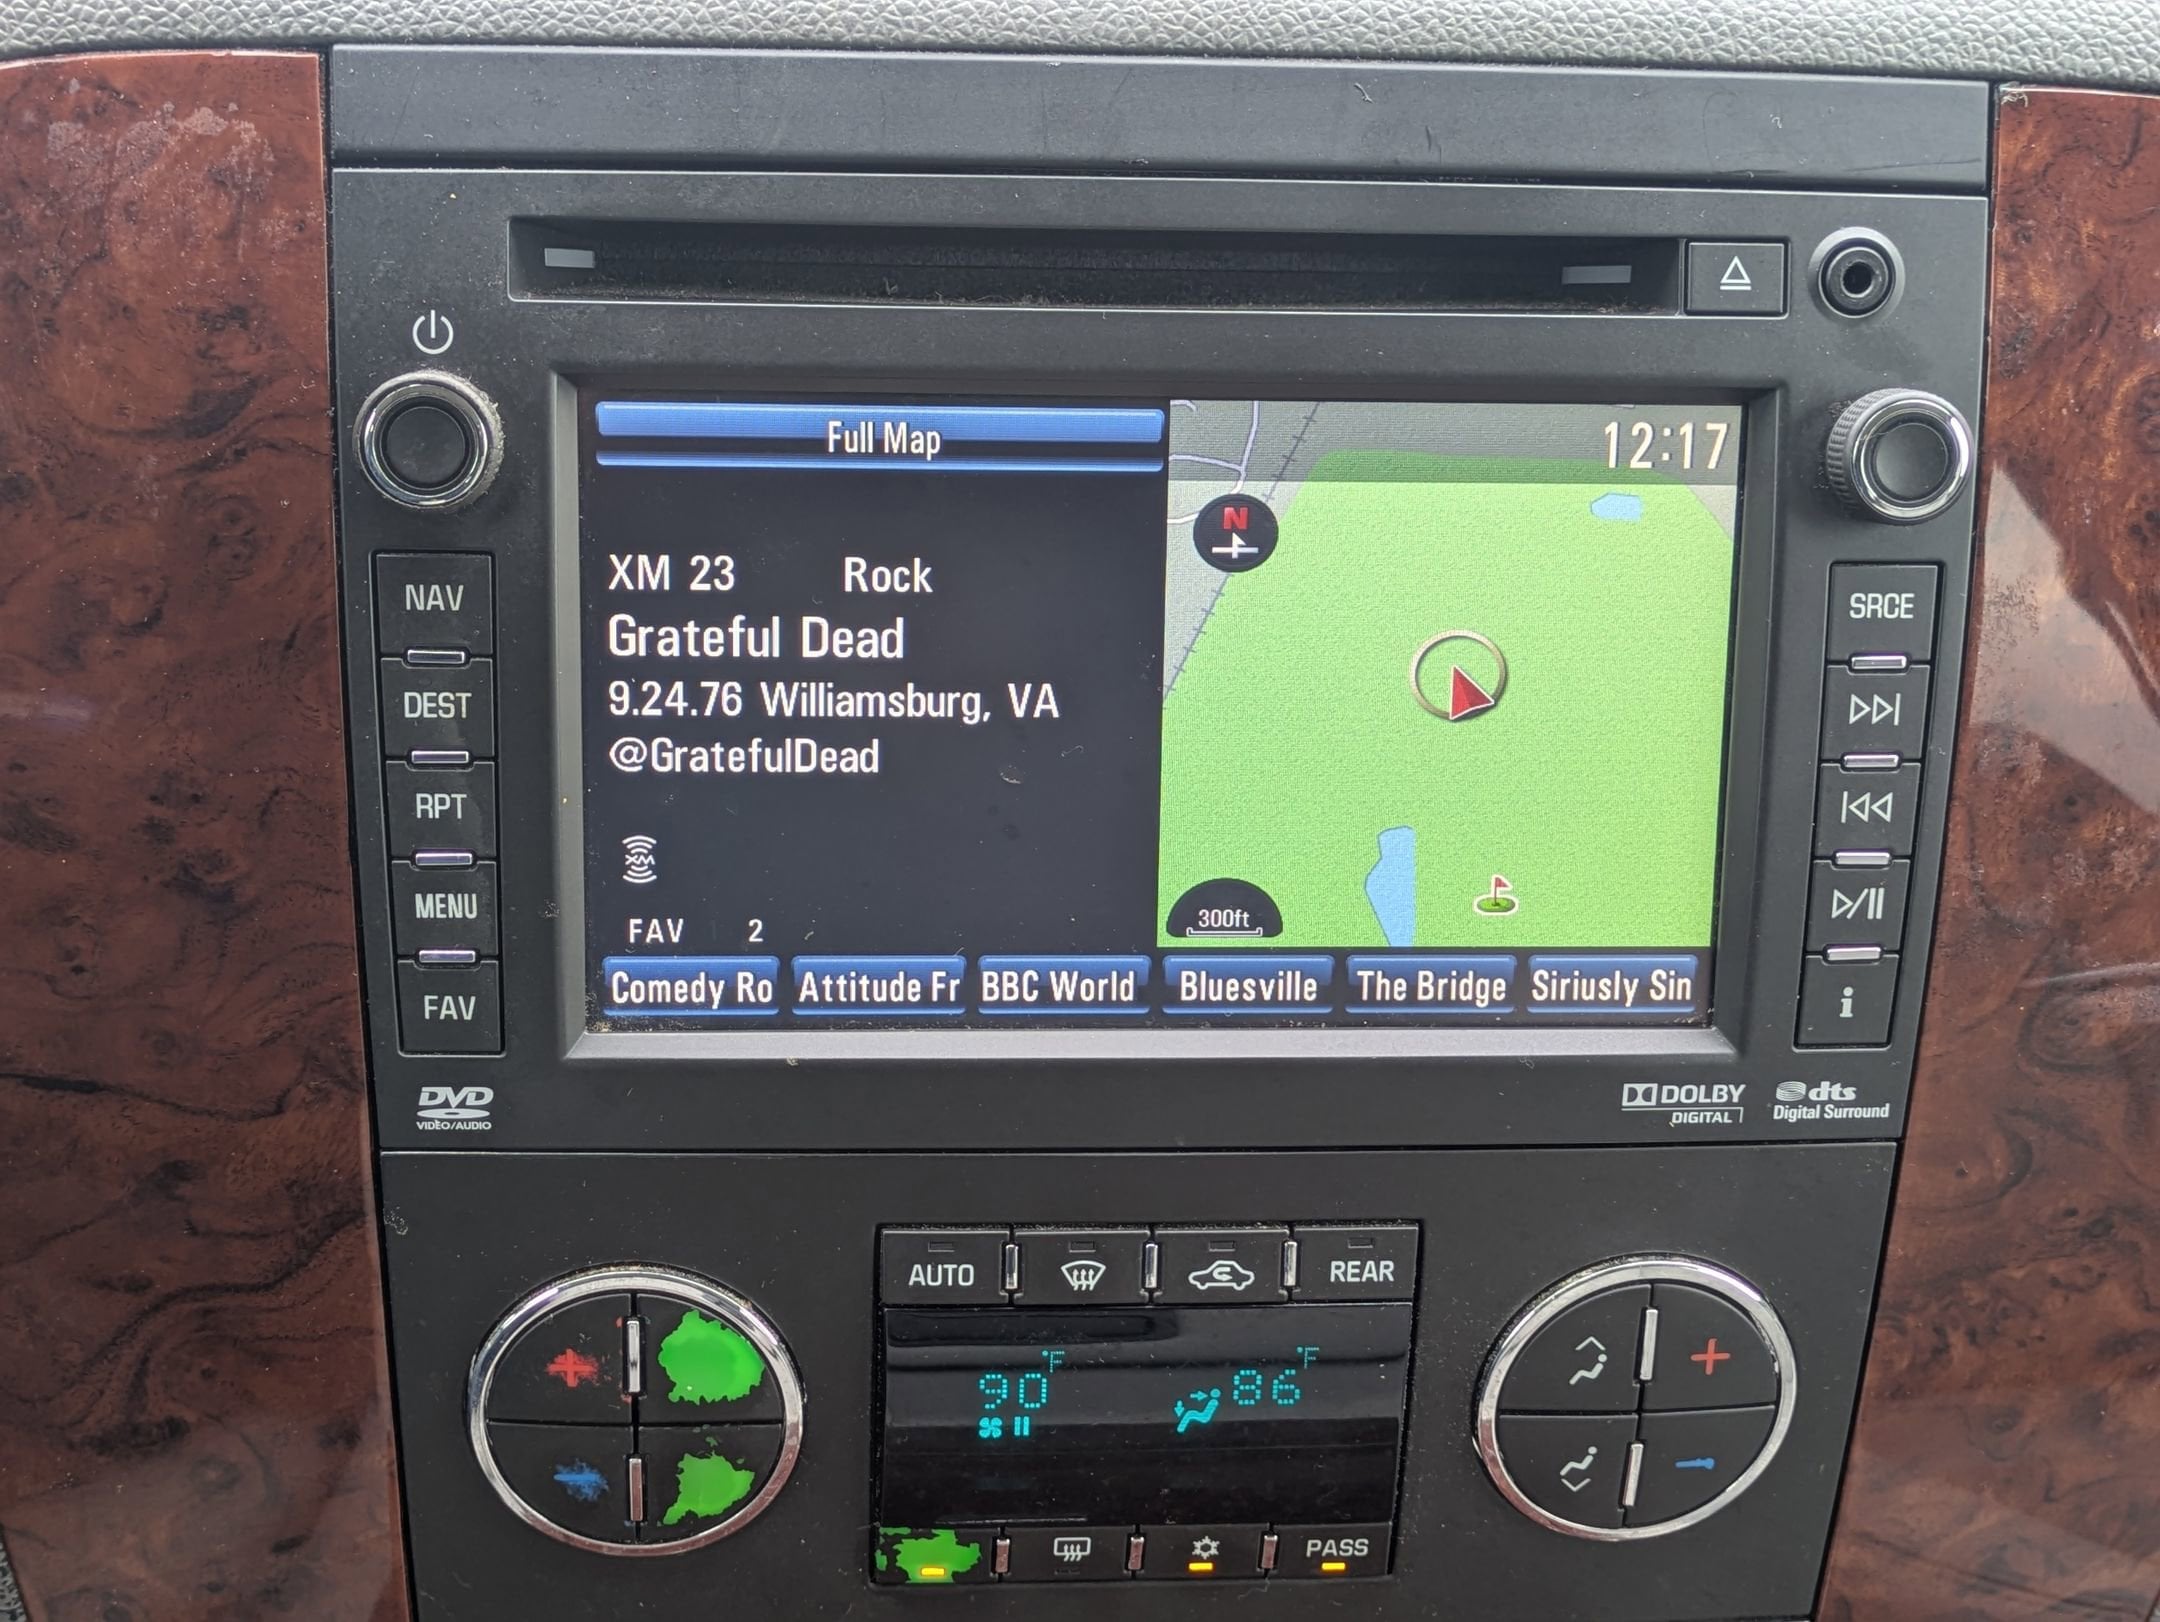 Full Map
12:17
N
XM 23 Rock
Grateful Dead
9.24.76 Williamsburg, VA
@GratefulDead
XM
300ft
FAV 2
Comedy Ro Attitude Fr BBC World Bluesville The Bridge Siriusly Sin
NAV
DEST
RPT
MENU
FAV
SRCE
i
DVD
VIDEO/AUDIO
DOLBY
DIGITAL
dts
Digital Surround
AUTO REAR
90°F 86°F
PASS